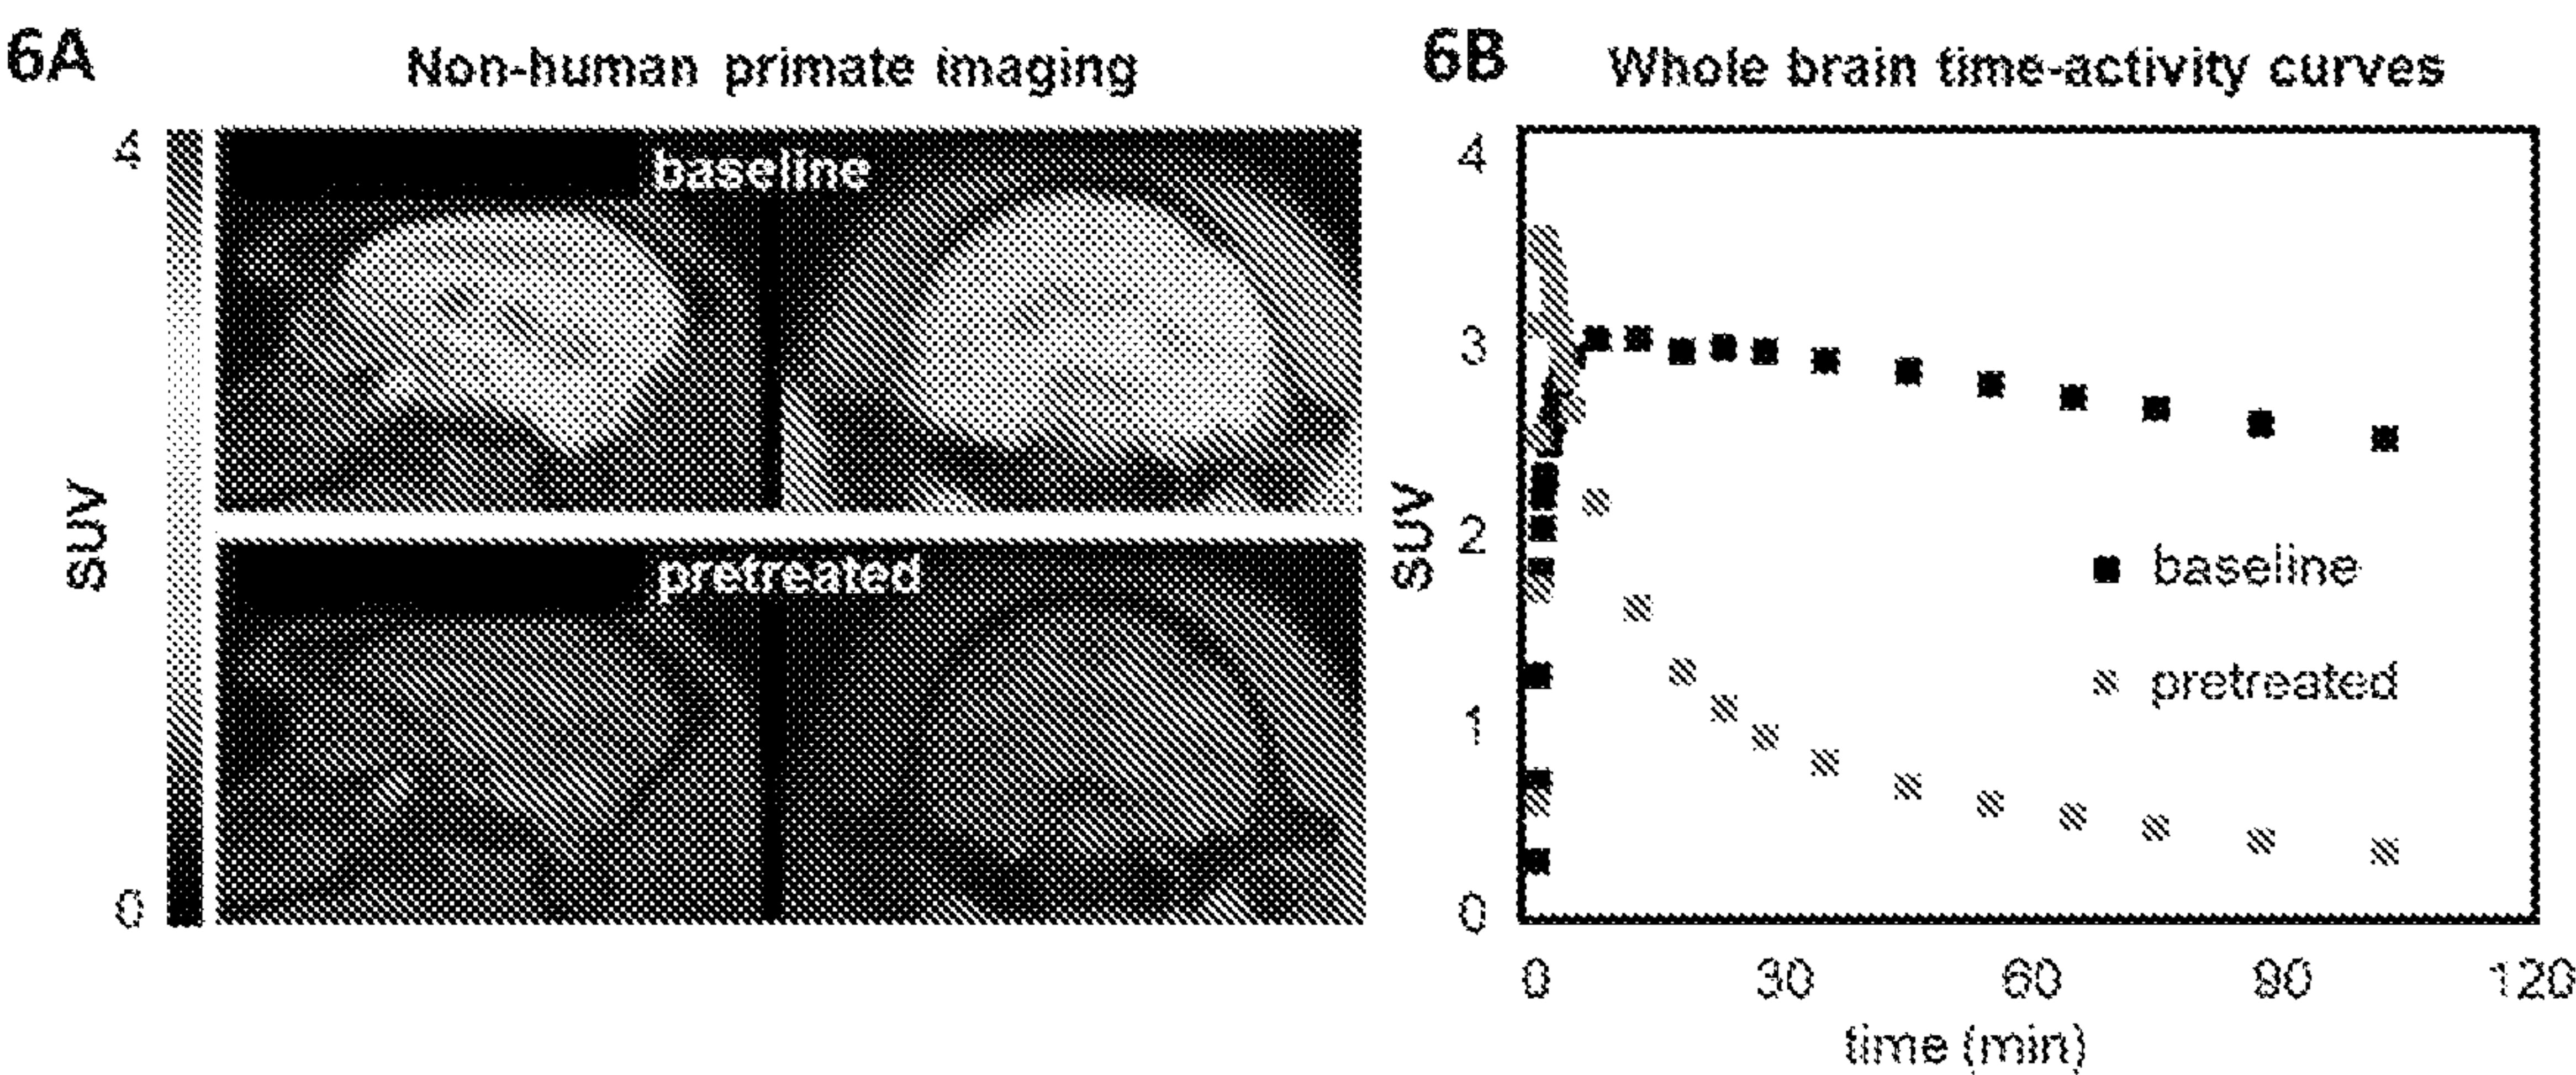 6A
Non-human primate imaging
4
SUV
0
baseline
pretreated
6B
Whole brain time-activity curves
4
3
2
1
0
SUV
baseline
pretreated
0 30 60 90 120
time (min)